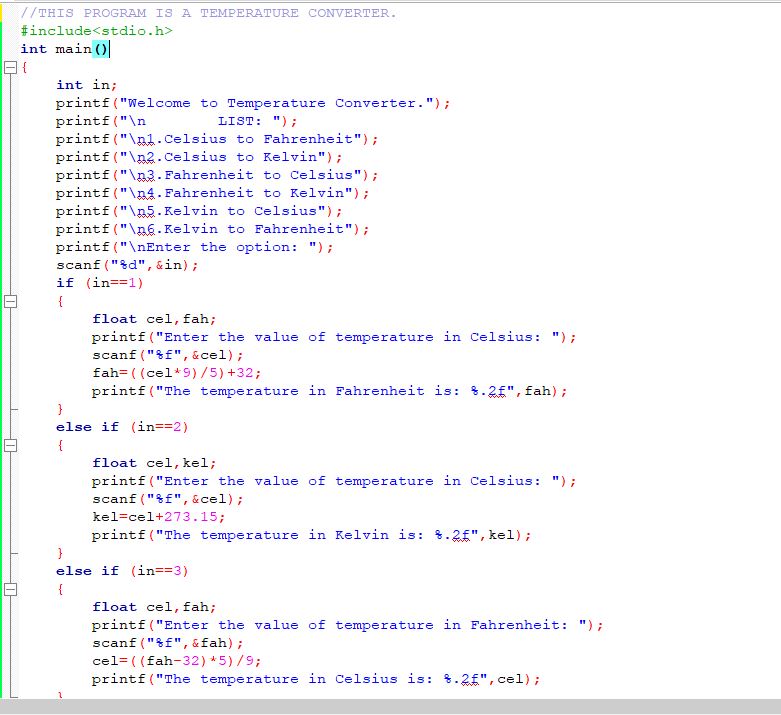 //THIS PROGRAM IS A TEMPERATURE CONVERTER.
#include<stdio.h>
int main()
{
    int in;
    printf("Welcome to Temperature Converter.");
    printf("\n        LIST: ");
    printf("\n1.Celsius to Fahrenheit");
    printf("\n2.Celsius to Kelvin");
    printf("\n3.Fahrenheit to Celsius");
    printf("\n4.Fahrenheit to Kelvin");
    printf("\n5.Kelvin to Celsius");
    printf("\n6.Kelvin to Fahrenheit");
    printf("\nEnter the option: ");
    scanf("%d",&in);
    if (in==1)
    {
        float cel,fah;
        printf("Enter the value of temperature in Celsius: ");
        scanf("%f",&cel);
        fah=((cel*9)/5)+32;
        printf("The temperature in Fahrenheit is: %.2f",fah);
    }
    else if (in==2)
    {
        float cel,kel;
        printf("Enter the value of temperature in Celsius: ");
        scanf("%f",&cel);
        kel=cel+273.15;
        printf("The temperature in Kelvin is: %.2f",kel);
    }
    else if (in==3)
    {
        float cel,fah;
        printf("Enter the value of temperature in Fahrenheit: ");
        scanf("%f",&fah);
        cel=((fah-32)*5)/9;
        printf("The temperature in Celsius is: %.2f",cel);
    }